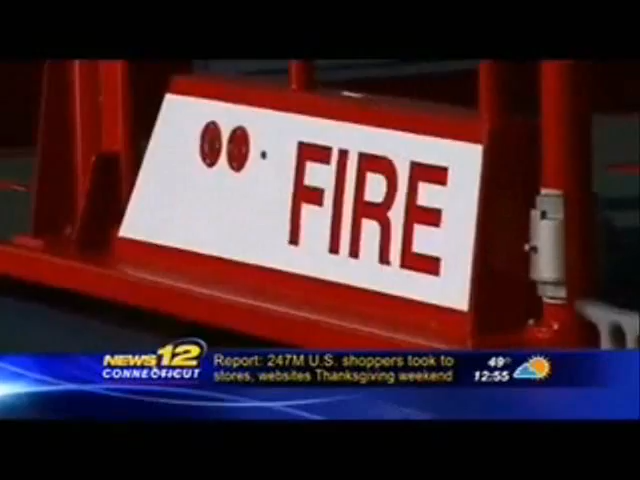 FIRE
NEWS 12
CONNECTICUT
Report: 247M U.S. shoppers took to
stores, websites Thanksgiving weekend
49°
12:55